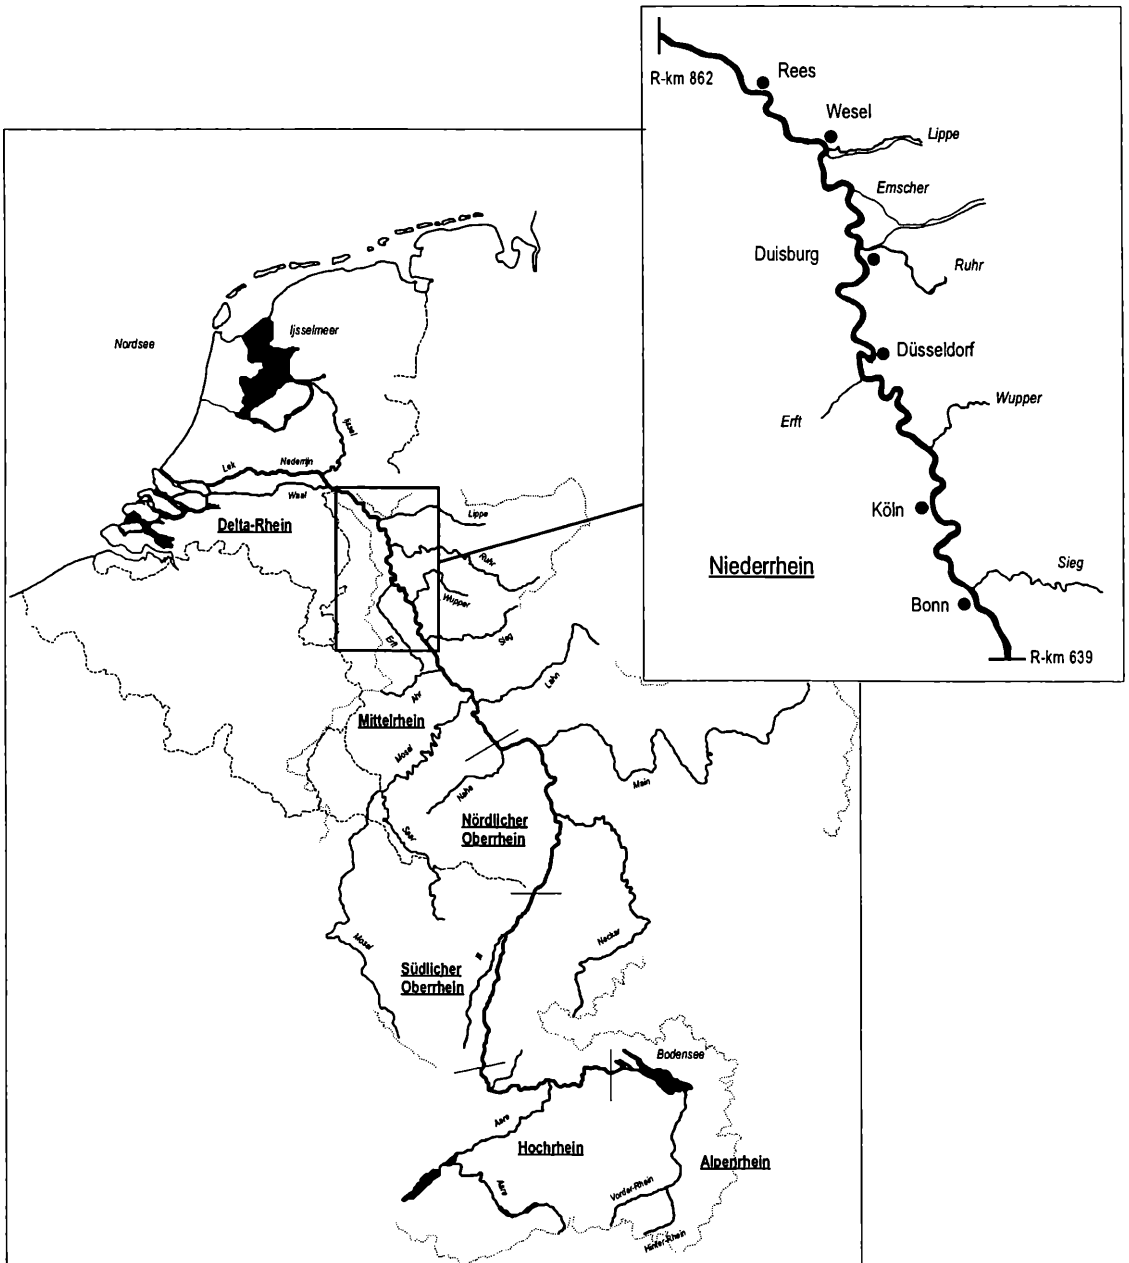 R-km 862
Rees
Wesel
Lippe
Emscher
Duisburg
Ruhr
Düsseldorf
Erft
Wupper
Köln
Niederrhein
Sieg
Bonn
R-km 639
Nordsee
Ijsselmeer
Ijssel
Lek
Nederrijn
Waal
Delta-Rhein
Lippe
Ruhr
Wupper
Erft
Sieg
Ahr
Lahn
Mittelrhein
Mosel
Nahe
Main
Nördlicher
Oberrhein
Saar
Mosel
Neckar
Südlicher
Oberrhein
Bodensee
Aare
Hochrhein
Alpenrhein
Aare
Vorder-Rhein
Hinter-Rhein